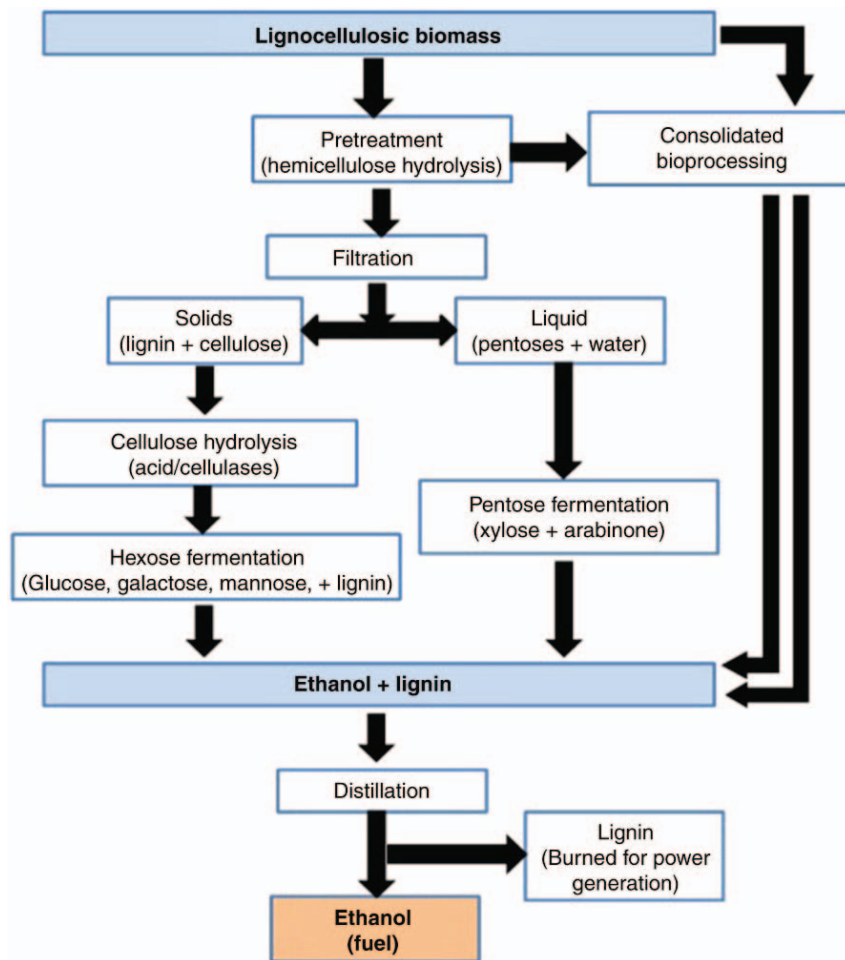 Lignocellulosic biomass
Pretreatment
(hemicellulose hydrolysis)
Consolidated
bioprocessing
Filtration
Solids
(lignin + cellulose)
Liquid
(pentoses + water)
Cellulose hydrolysis
(acid/cellulases)
Pentose fermentation
(xylose + arabinone)
Hexose fermentation
(Glucose, galactose, mannose, + lignin)
Ethanol + lignin
Distillation
Lignin
(Burned for power
generation)
Ethanol
(fuel)